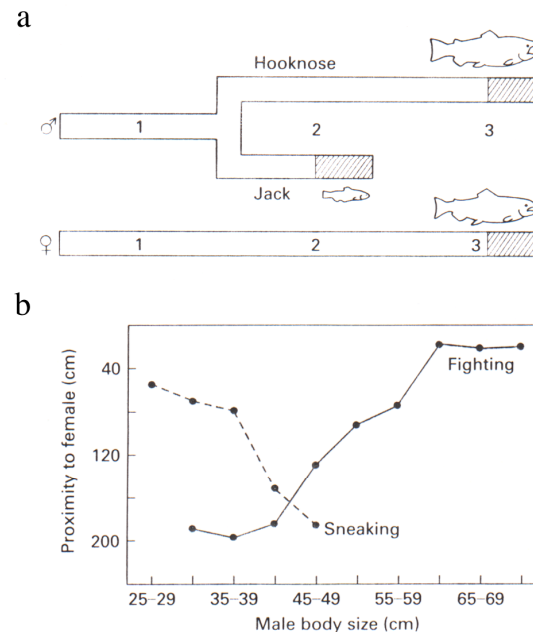 a
Hooknose
♂
1
2
3
Jack
♀
1
2
3
b
Proximity to female (cm)
40
120
200
Fighting
Sneaking
25–29
35–39
45–49
55–59
65–69
Male body size (cm)